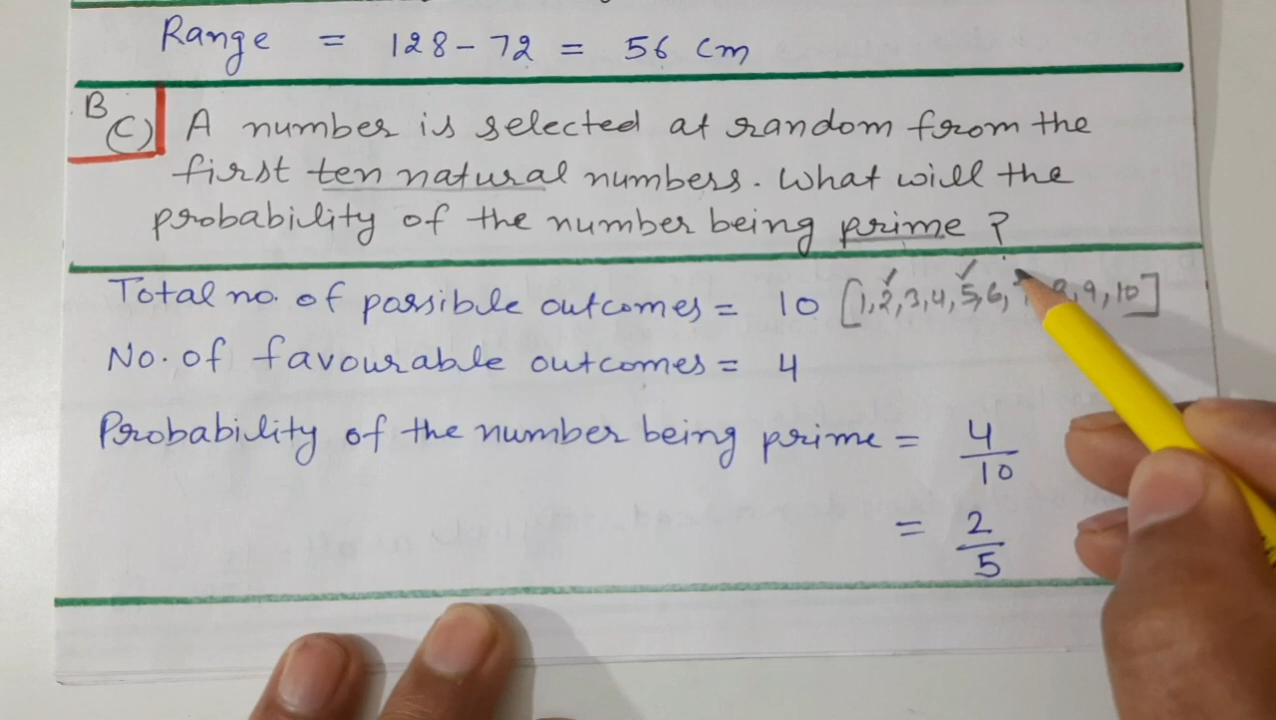 Range = 128 - 72 = 56 cm
B
C) A number is selected at random from the
first ten natural numbers. What will the
probability of the number being prime?
Total no. of possible outcomes = 10 [1,2,3,4,5,6, 8,9,10]
No. of favourable outcomes = 4
Probability of the number being prime = 4/10
= 2/5